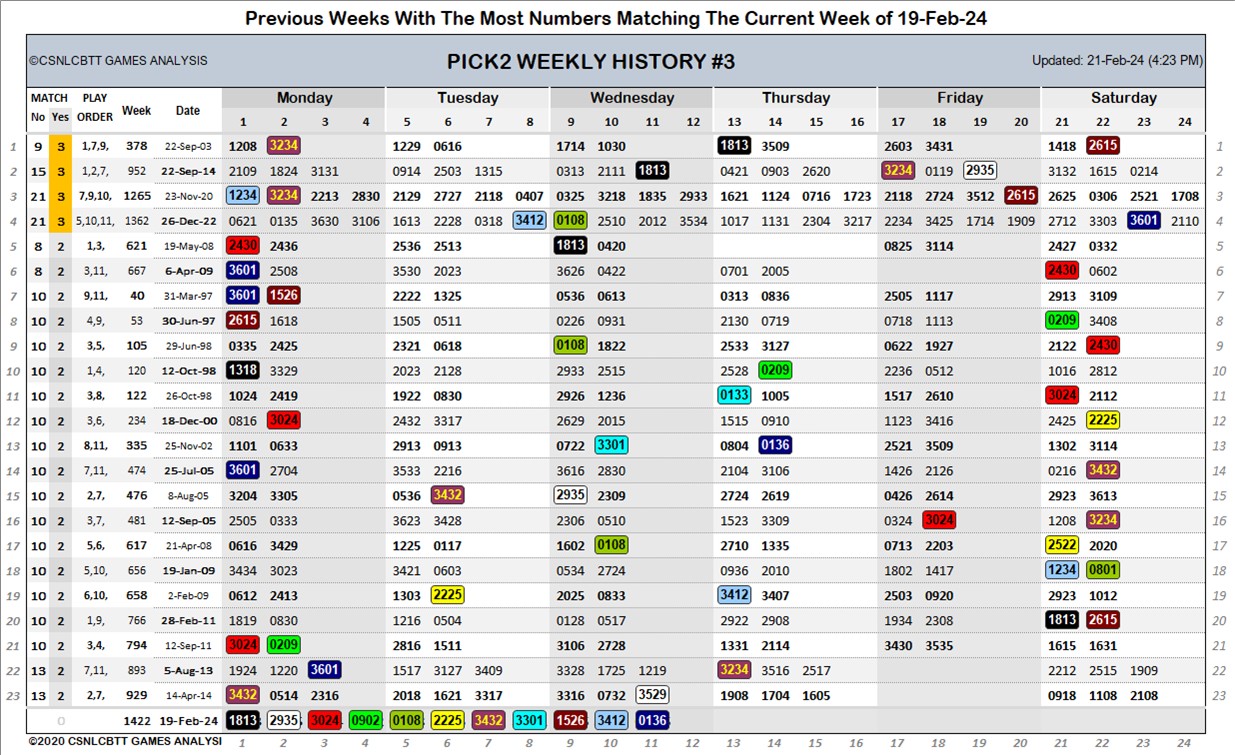 Previous Weeks With The Most Numbers Matching The Current Week of 19-Feb-24
©CSNLCBTT GAMES ANALYSIS PICK2 WEEKLY HISTORY #3 Updated: 21-Feb-24 (4:23 PM)
MATCH PLAY Week Date Monday Tuesday Wednesday Thursday Friday Saturday
No Yes ORDER 1 2 3 4 5 6 7 8 9 10 11 12 13 14 15 16 17 18 19 20 21 22 23 24
1 9 3 1,7,9, 378 22-Sep-03 1208 3234 1229 0616 1714 1030 1813 3509 2603 3431 1418 2615 1
2 15 3 1,2,7, 952 22-Sep-14 2109 1824 3131 0914 2503 1315 0313 2111 1813 0421 0903 2620 3234 0119 2935 3132 1615 0214 2
3 21 3 7,9,10, 1265 23-Nov-20 1234 3234 2213 2830 2129 2727 2118 0407 0325 3218 1835 2933 1621 1124 0716 1723 2118 2724 3530 2615 2625 0306 2521 1708 3
4 21 3 5,10,11, 1362 26-Dec-22 0621 0135 3630 3106 1613 2228 0318 3412 0108 2510 2012 3534 1017 1131 2304 3217 2234 3425 1714 1909 2712 3303 3601 2110 4
5 8 2 1,3, 621 19-May-08 2430 2436 2536 2513 1813 0420 0825 3114 2427 0332 5
6 8 2 3,11, 667 6-Apr-09 3601 2508 3530 2023 3626 0422 0701 2005 2430 0602 6
7 10 2 9,11, 40 31-Mar-97 3601 1526 2222 1325 0536 0613 0313 0836 2505 1117 2913 3109 7
8 10 2 4,9, 53 30-Jun-97 2615 1618 1505 0511 0226 0931 2130 0719 0718 1113 0209 3408 8
9 10 2 3,5, 105 29-Jun-98 0335 2425 2321 0618 0108 1822 2533 3127 0622 1927 2122 2430 9
10 10 2 1,4, 120 12-Oct-98 1318 3329 2023 2128 2933 2515 2528 0209 2236 0512 1016 2812 10
11 10 2 3,8, 122 26-Oct-98 1024 2419 1922 0830 2926 1236 0133 1005 1517 2610 3024 2112 11
12 10 2 3,6, 234 18-Dec-00 0816 3024 2432 3317 2629 2015 1515 0910 1123 3416 2425 2225 12
13 10 2 8,11, 335 25-Nov-02 1101 0633 2913 0913 0722 3301 0804 0136 2521 3509 1302 3114 13
14 10 2 7,11, 474 25-Jul-05 3601 2704 3533 2216 3616 2830 2104 3106 1426 2126 0216 3432 14
15 10 2 2,7, 476 8-Aug-05 3204 3305 0536 3432 2935 2309 2724 2619 0426 2614 2923 3613 15
16 10 2 3,7, 481 12-Sep-05 2505 0333 3623 3428 2306 0510 1523 3309 0324 3024 1208 3234 16
17 10 2 5,6, 617 21-Apr-08 0616 3429 1225 0117 1602 0108 2710 1335 0713 2203 2522 2020 17
18 10 2 5,10, 656 19-Jan-09 3434 3023 3421 0603 0534 2724 0936 2010 1802 1417 1234 0801 18
19 10 2 6,10, 658 2-Feb-09 0612 2413 1303 2225 2025 0833 3412 3407 2503 0920 2923 1012 19
20 10 2 1,9, 766 28-Feb-11 1819 0830 1216 0504 0128 0517 2922 2908 1934 2308 1813 2615 20
21 10 2 3,4, 794 12-Sep-11 3024 0209 2816 1511 3106 2728 1331 2114 3430 3535 1615 1631 21
22 13 2 7,11, 893 5-Aug-13 1924 1220 3601 1517 3127 3409 3328 1725 1219 3234 3516 2517 2212 2515 1909 22
23 13 2 2,7, 929 14-Apr-14 3432 0514 2316 2018 1621 3317 3316 0732 3529 1908 1704 1605 0918 1108 2108 23
0 1422 19-Feb-24 1813 2935 3024 0902 0108 2225 3432 3301 1526 3412 0136
©2020 CSNLCBTT GAMES ANALYSI 1 2 3 4 5 6 7 8 9 10 11 12 13 14 15 16 17 18 19 20 21 22 23 24